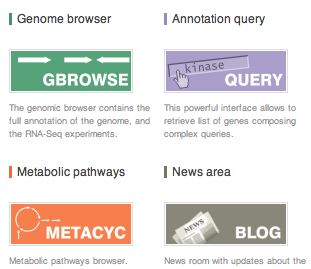 Genome browser
Annotation query
GBROWSE
kinase
QUERY
The genomic browser contains the
full annotation of the genome, and
the RNA-Seq experiments.
This powerful interface allows to
retrieve list of genes composing
complex queries.
Metabolic pathways
News area
METACYC
NEWS
BLOG
Metabolic pathways browser.
News room with updates about the